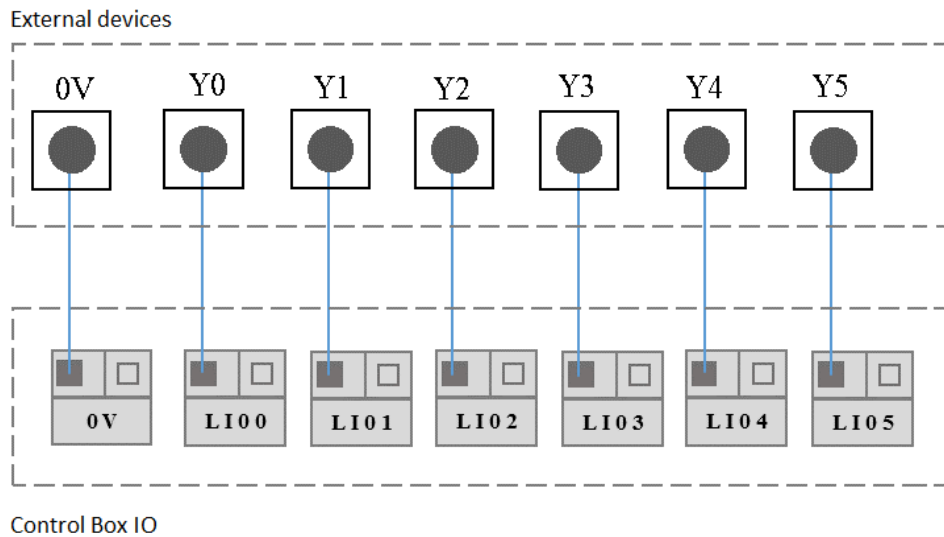 External devices
0V Y0 Y1 Y2 Y3 Y4 Y5
0V LI00 LI01 LI02 LI03 LI04 LI05
Control Box IO